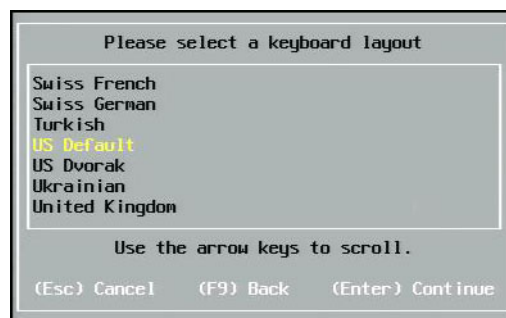 Please select a keyboard layout
Swiss French
Swiss German
Turkish
US Default
US Dvorak
Ukrainian
United Kingdom
Use the arrow keys to scroll.
(Esc) Cancel (F9) Back (Enter) Continue